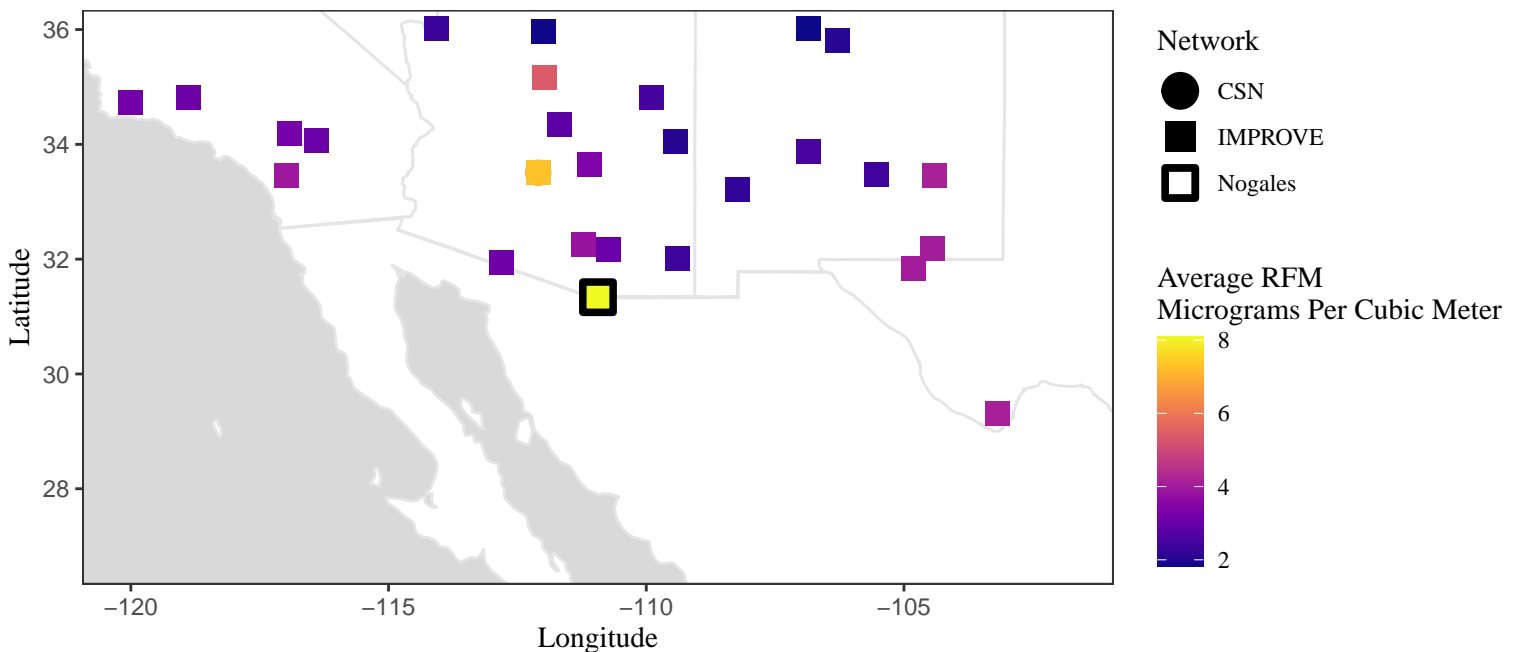 36
34
32
30
28
Latitude
−120
−115
−110
−105
Longitude
Network
CSN
IMPROVE
Nogales
Average RFM
Micrograms Per Cubic Meter
8
6
4
2